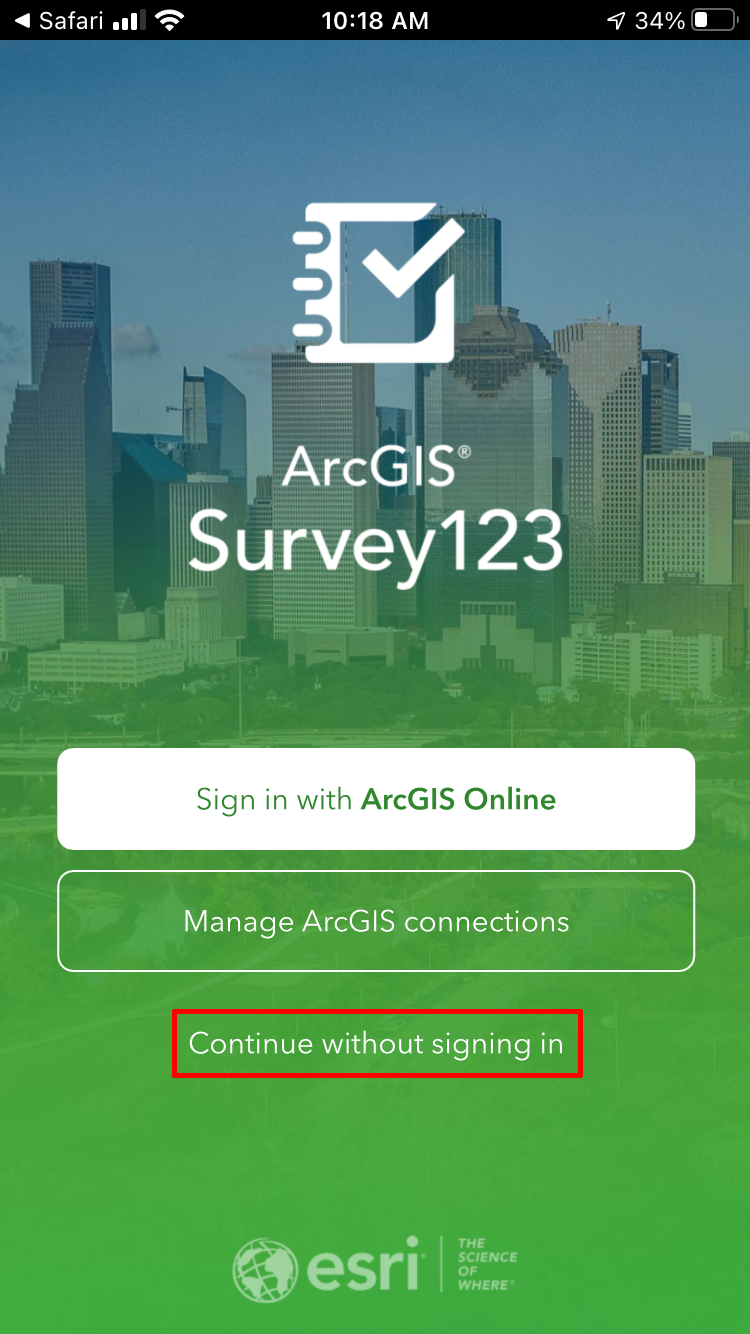 Safari 10:18 AM 34%
ArcGIS®
Survey123
Sign in with ArcGIS Online
Manage ArcGIS connections
Continue without signing in
esri
THE
SCIENCE
OF
WHERE®